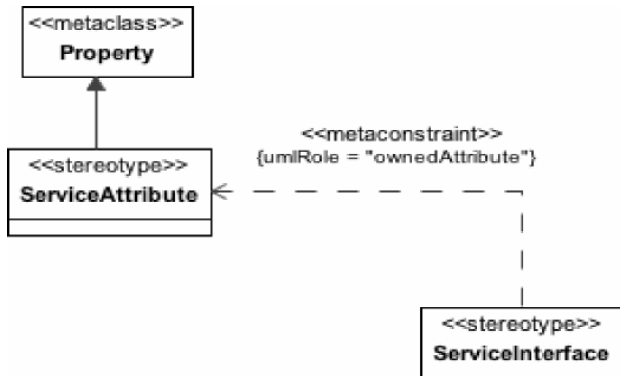 <<metaclass>>
Property
<<stereotype>>
ServiceAttribute
<<metaconstraint>>
{umlRole = "ownedAttribute"}
<<stereotype>>
ServiceInterface